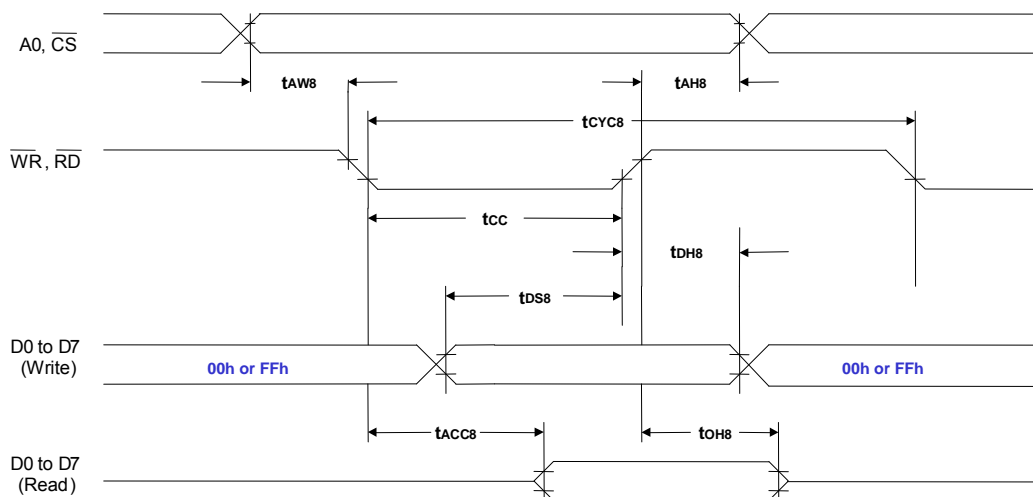 A0, CS
tAW8
tAH8
tCYC8
WR, RD
tCC
tDH8
tDS8
D0 to D7
(Write)
00h or FFh
00h or FFh
tACC8
tOH8
D0 to D7
(Read)